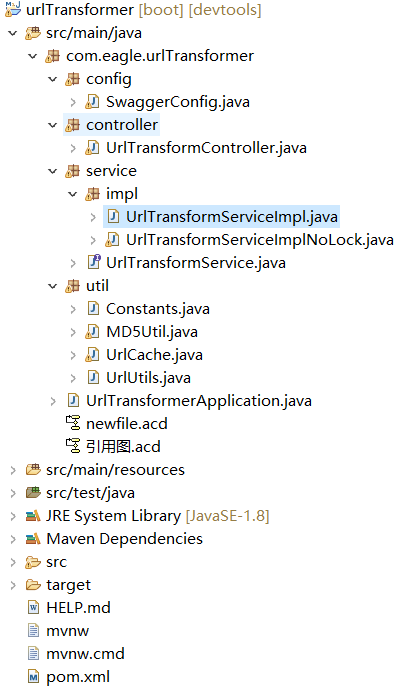 urlTransformer [boot] [devtools]
src/main/java
com.eagle.urlTransformer
config
SwaggerConfig.java
controller
UrlTransformController.java
service
impl
UrlTransformServiceImpl.java
UrlTransformServiceImplNoLock.java
UrlTransformService.java
util
Constants.java
MD5Util.java
UrlCache.java
UrlUtils.java
UrlTransformerApplication.java
newfile.acd
引用图.acd
src/main/resources
src/test/java
JRE System Library [JavaSE-1.8]
Maven Dependencies
src
target
HELP.md
mvnw
mvnw.cmd
pom.xml